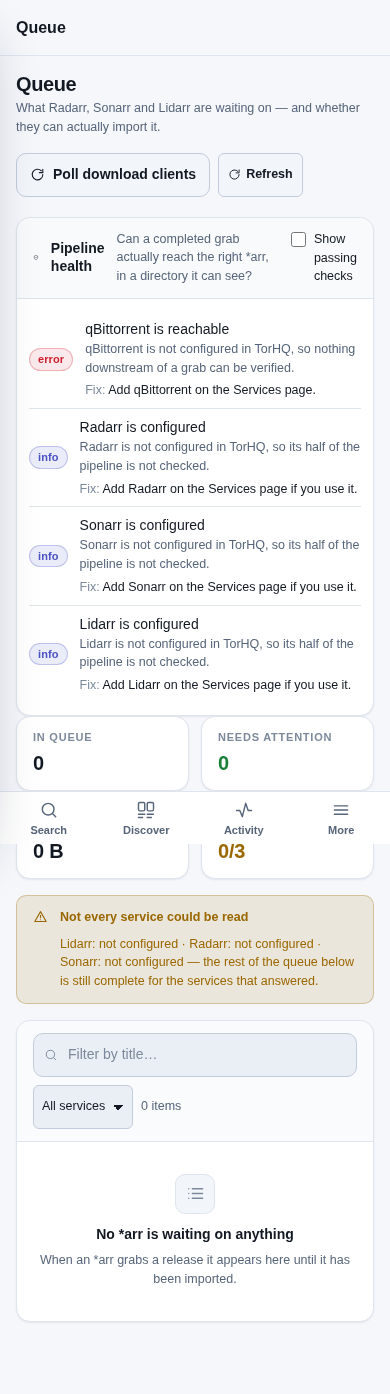 Queue
Queue
What Radarr, Sonarr and Lidarr are waiting on — and whether
they can actually import it.
Poll download clients
Refresh
Pipeline
health
Can a completed grab
actually reach the right *arr,
in a directory it can see?
Show
passing
checks
error
qBittorrent is reachable
qBittorrent is not configured in TorHQ, so nothing
downstream of a grab can be verified.
Fix: Add qBittorrent on the Services page.
info
Radarr is configured
Radarr is not configured in TorHQ, so its half of the
pipeline is not checked.
Fix: Add Radarr on the Services page if you use it.
info
Sonarr is configured
Sonarr is not configured in TorHQ, so its half of the
pipeline is not checked.
Fix: Add Sonarr on the Services page if you use it.
info
Lidarr is configured
Lidarr is not configured in TorHQ, so its half of the
pipeline is not checked.
Fix: Add Lidarr on the Services page if you use it.
IN QUEUE
0
NEEDS ATTENTION
0
Search
Discover
Activity
More
0 B
0/3
Not every service could be read
Lidarr: not configured · Radarr: not configured ·
Sonarr: not configured — the rest of the queue below
is still complete for the services that answered.
Filter by title…
All services
0 items
No *arr is waiting on anything
When an *arr grabs a release it appears here until it has
been imported.